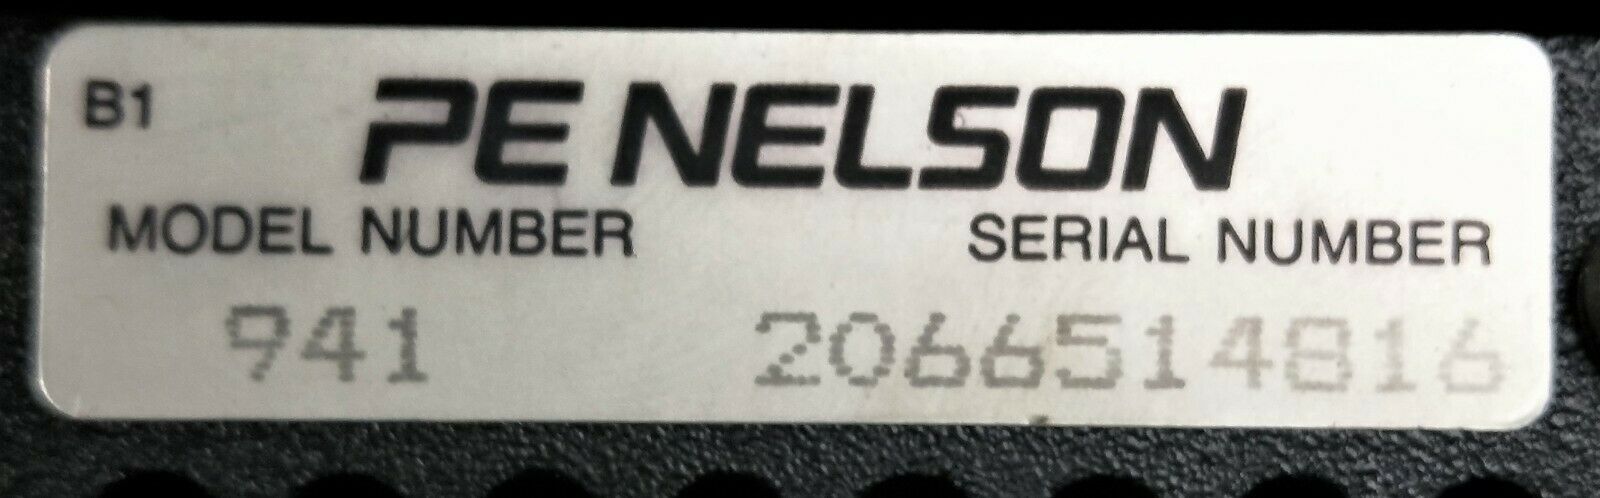 B1 PE NELSON
MODEL NUMBER SERIAL NUMBER
941 2066514816